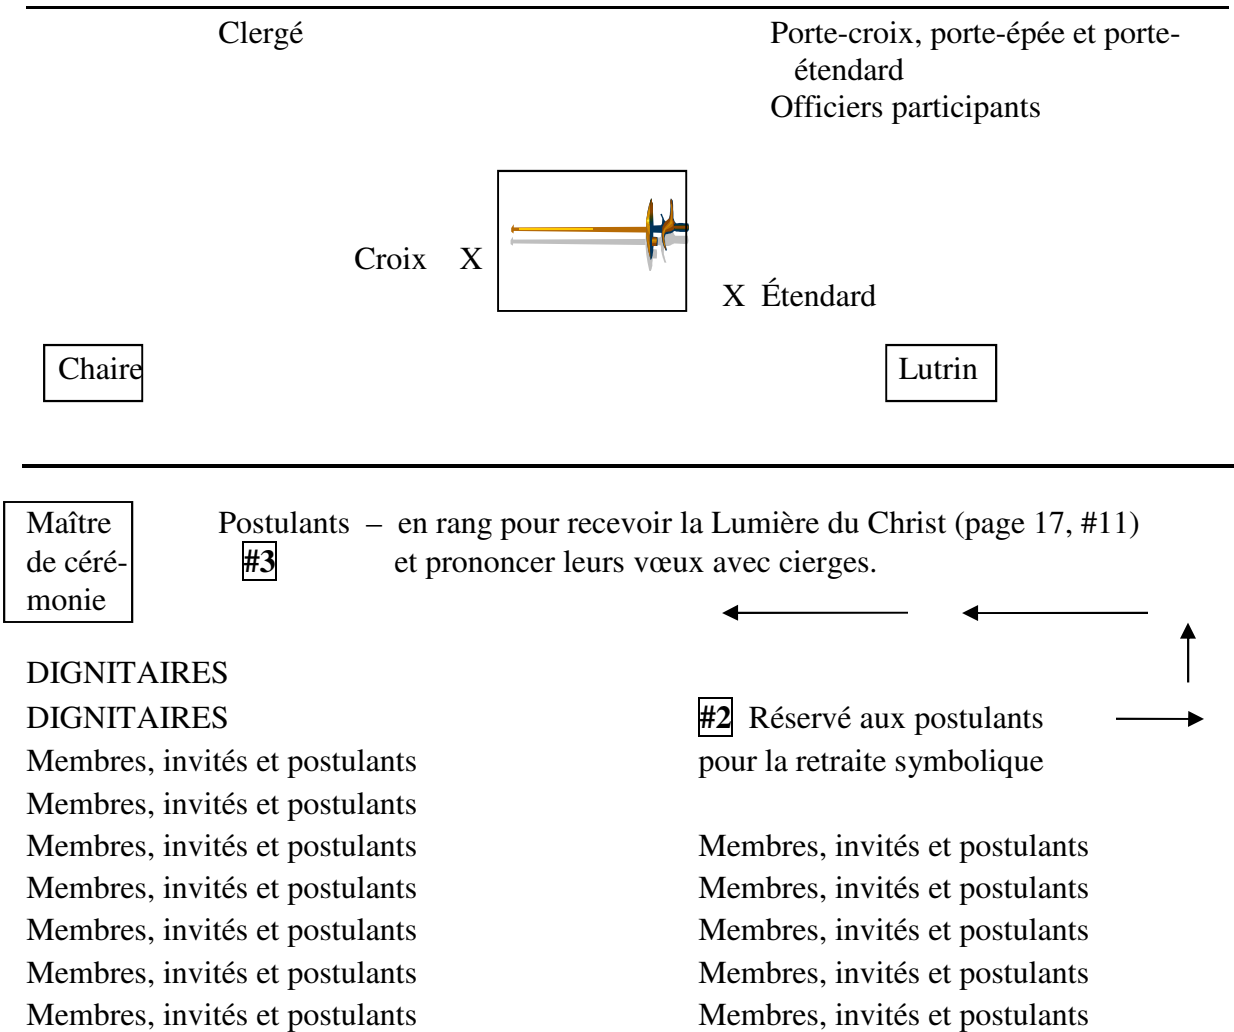 Clergé
Porte-croix, porte-épée et porte-
étendard
Officiers participants
Croix X
X Étendard
Chaire
Lutrin
Maître
de céré-
monie
Postulants – en rang pour recevoir la Lumière du Christ (page 17, #11)
#3 et prononcer leurs vœux avec cierges.
DIGNITAIRES
DIGNITAIRES
#2 Réservé aux postulants
Membres, invités et postulants
pour la retraite symbolique
Membres, invités et postulants
Membres, invités et postulants
Membres, invités et postulants
Membres, invités et postulants
Membres, invités et postulants
Membres, invités et postulants
Membres, invités et postulants
Membres, invités et postulants
Membres, invités et postulants
Membres, invités et postulants
Membres, invités et postulants